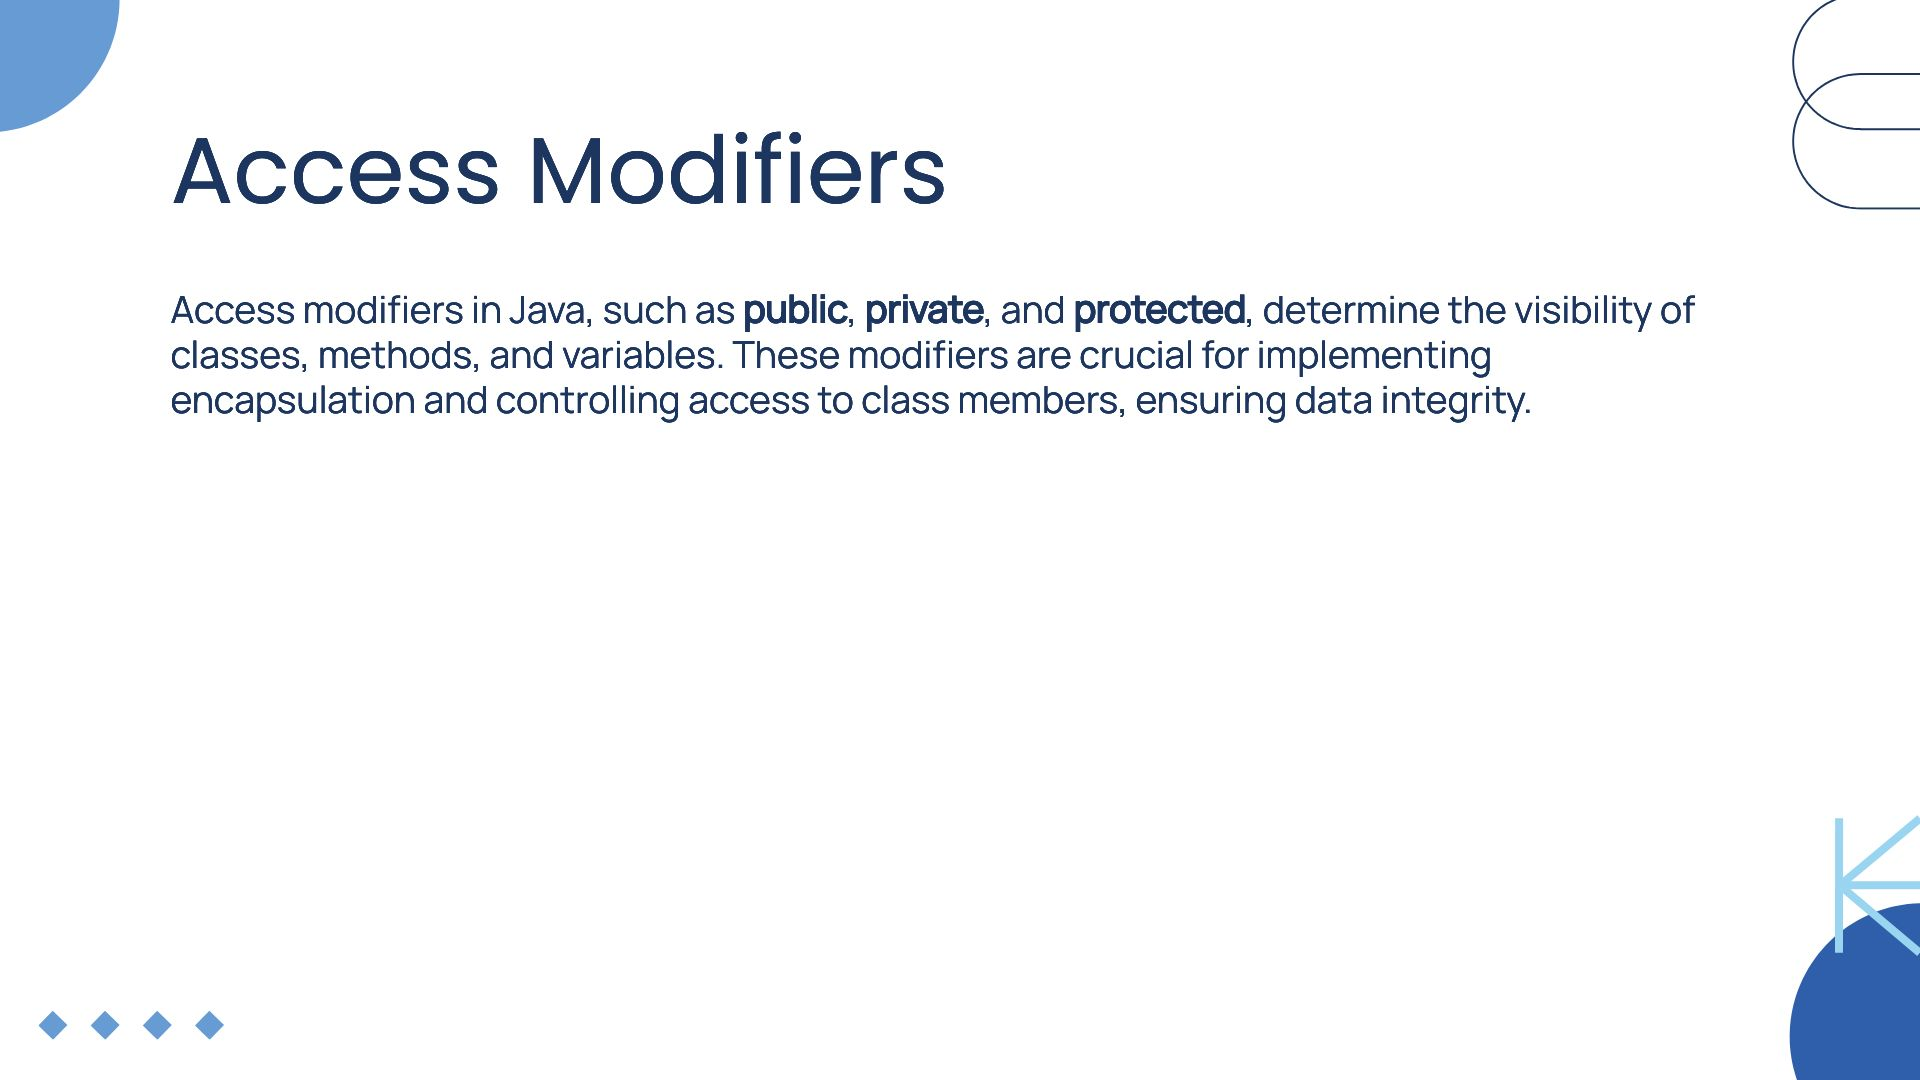 Access Modifiers
Access modifiers in Java, such as public, private, and protected, determine the visibility of
classes, methods, and variables. These modifiers are crucial for implementing
encapsulation and controlling access to class members, ensuring data integrity.